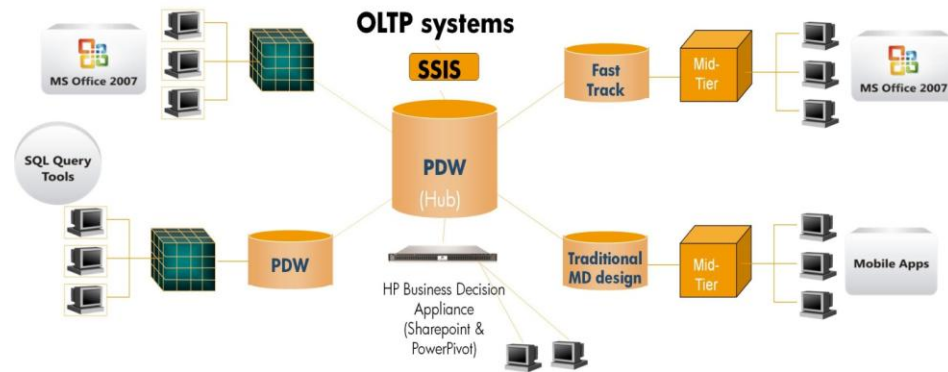 OLTP systems
SSIS
MS Office 2007
Fast
Track
Mid-
Tier
MS Office 2007
SQL Query
Tools
PDW
(Hub)
PDW
Traditional
MD design
Mid-
Tier
Mobile Apps
HP Business Decision
Appliance
(Sharepoint &
PowerPivot)